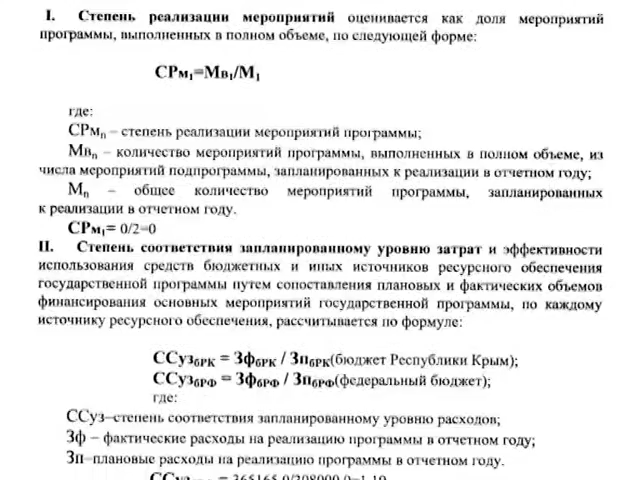 I. Степень реализации мероприятий оценивается как доля мероприятий
программы, выполненных в полном объеме, по следующей форме:
СРм₁=Мв₁/М₁
где:
СРмₙ – степень реализации мероприятий программы;
Мвₙ – количество мероприятий программы, выполненных в полном объеме, из
числа мероприятий подпрограммы, запланированных к реализации в отчетном году;
Мₙ – общее количество мероприятий программы, запланированных
к реализации в отчетном году.
СРм₁= 0/2=0
II. Степень соответствия запланированному уровню затрат и эффективности
использования средств бюджетных и иных источников ресурсного обеспечения
государственной программы путем сопоставления плановых и фактических объемов
финансирования основных мероприятий государственной программы, по каждому
источнику ресурсного обеспечения, рассчитывается по формуле:
ССузбРК = ЗфбРК / ЗпбРК(бюджет Республики Крым);
ССузбРФ = ЗфбРФ / ЗпбРФ(федеральный бюджет);
где:
ССуз–степень соответствия запланированному уровню расходов;
Зф – фактические расходы на реализацию программы в отчетном году;
Зп–плановые расходы на реализацию программы в отчетном году.